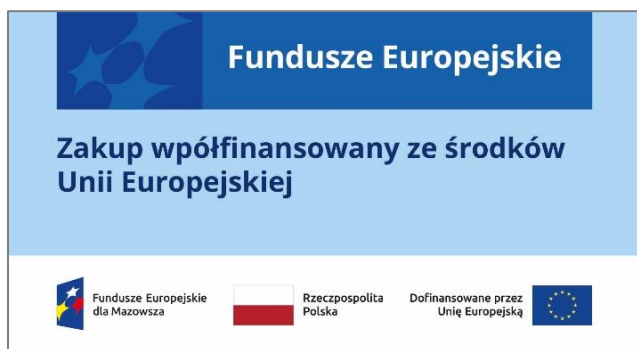 Fundusze Europejskie
Zakup wpółfinansowany ze środków
Unii Europejskiej
Fundusze Europejskie
dla Mazowsza
Rzeczpospolita
Polska
Dofinansowane przez
Unię Europejską